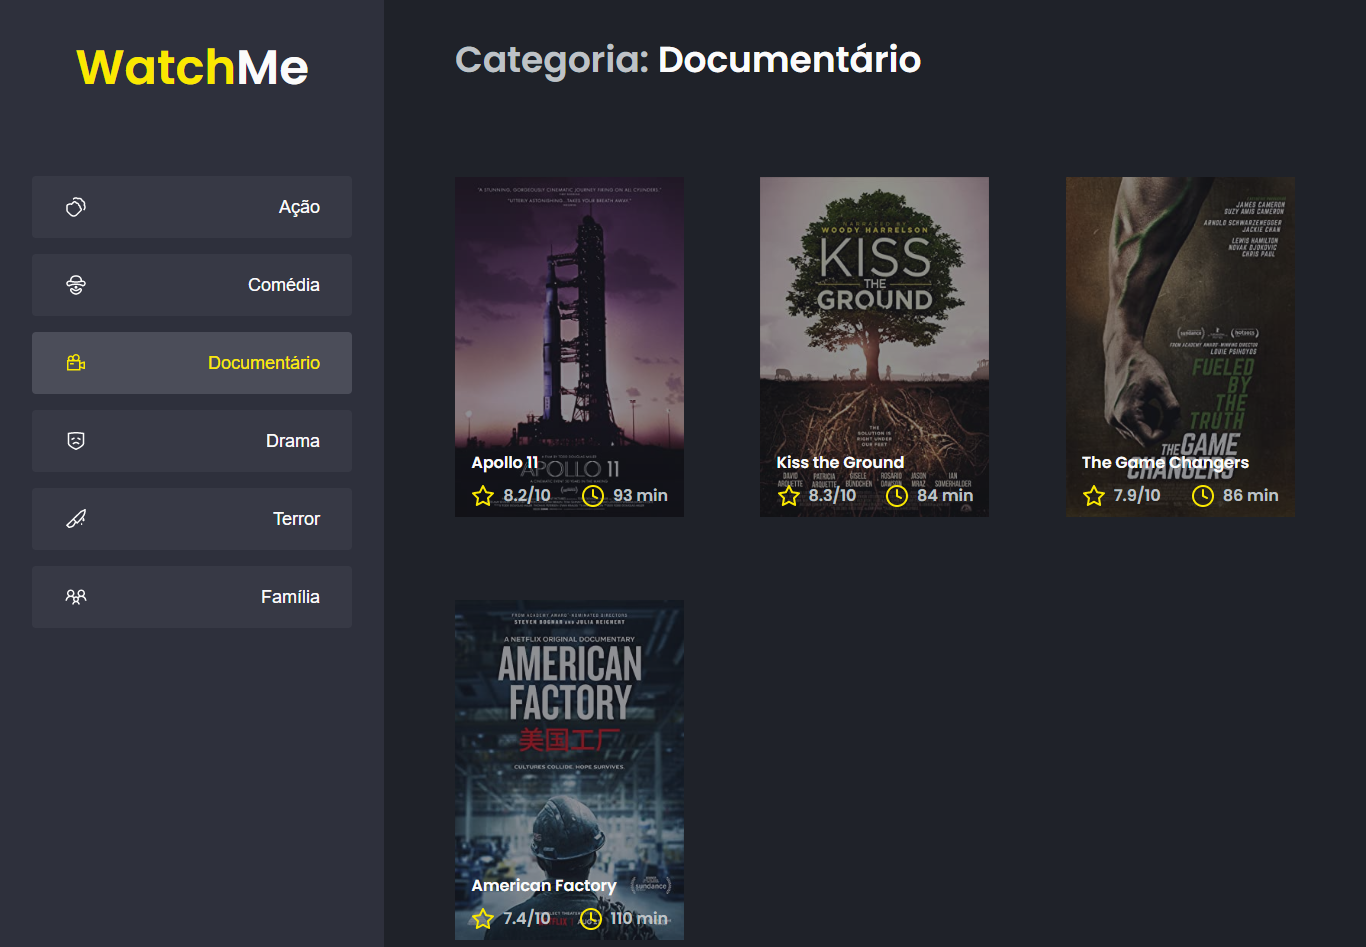 WatchMe
Ação
Comédia
Documentário
Drama
Terror
Família
Categoria: Documentário
"A STUNNING, GORGEOUSLY CINEMATIC JOURNEY RIDING ON ALL CYLINDERS."
"UTTERLY ASTONISHING...TAKES YOUR BREATH AWAY."
APOLLO 11
Apollo 11
8.2/10
93 min
NARRATED BY
WOODY HARRELSON
KISS
THE
GROUND
THE
SOLUTION IS
RIGHT UNDER
OUR FEET
DAVID ARQUETTE
PATRICIA ARQUETTE
GISELE BÜNDCHEN
ROSARIO DAWSON
JASON MRAZ
IAN SOMERHALDER
Kiss the Ground
8.3/10
84 min
JAMES CAMERON
SUZY AMIS CAMERON
ARNOLD SCHWARZENEGGER
JACKIE CHAN
LEWIS HAMILTON
NOVAK DJOKOVIC
CHRIS PAUL
FROM ACADEMY AWARD® WINNING DIRECTOR
LOUIE PSIHOYOS
FUELED
BY
THE
TRUTH
THE GAME
CHANGERS
The Game Changers
7.9/10
86 min
FROM ACADEMY AWARD® NOMINATED DIRECTORS
STEVEN BOGNAR AND JULIA REICHERT
A NETFLIX ORIGINAL DOCUMENTARY
AMERICAN
FACTORY
美国工厂
CULTURES COLLIDE. HOPE SURVIVES.
sundance
American Factory
7.4/10
110 min